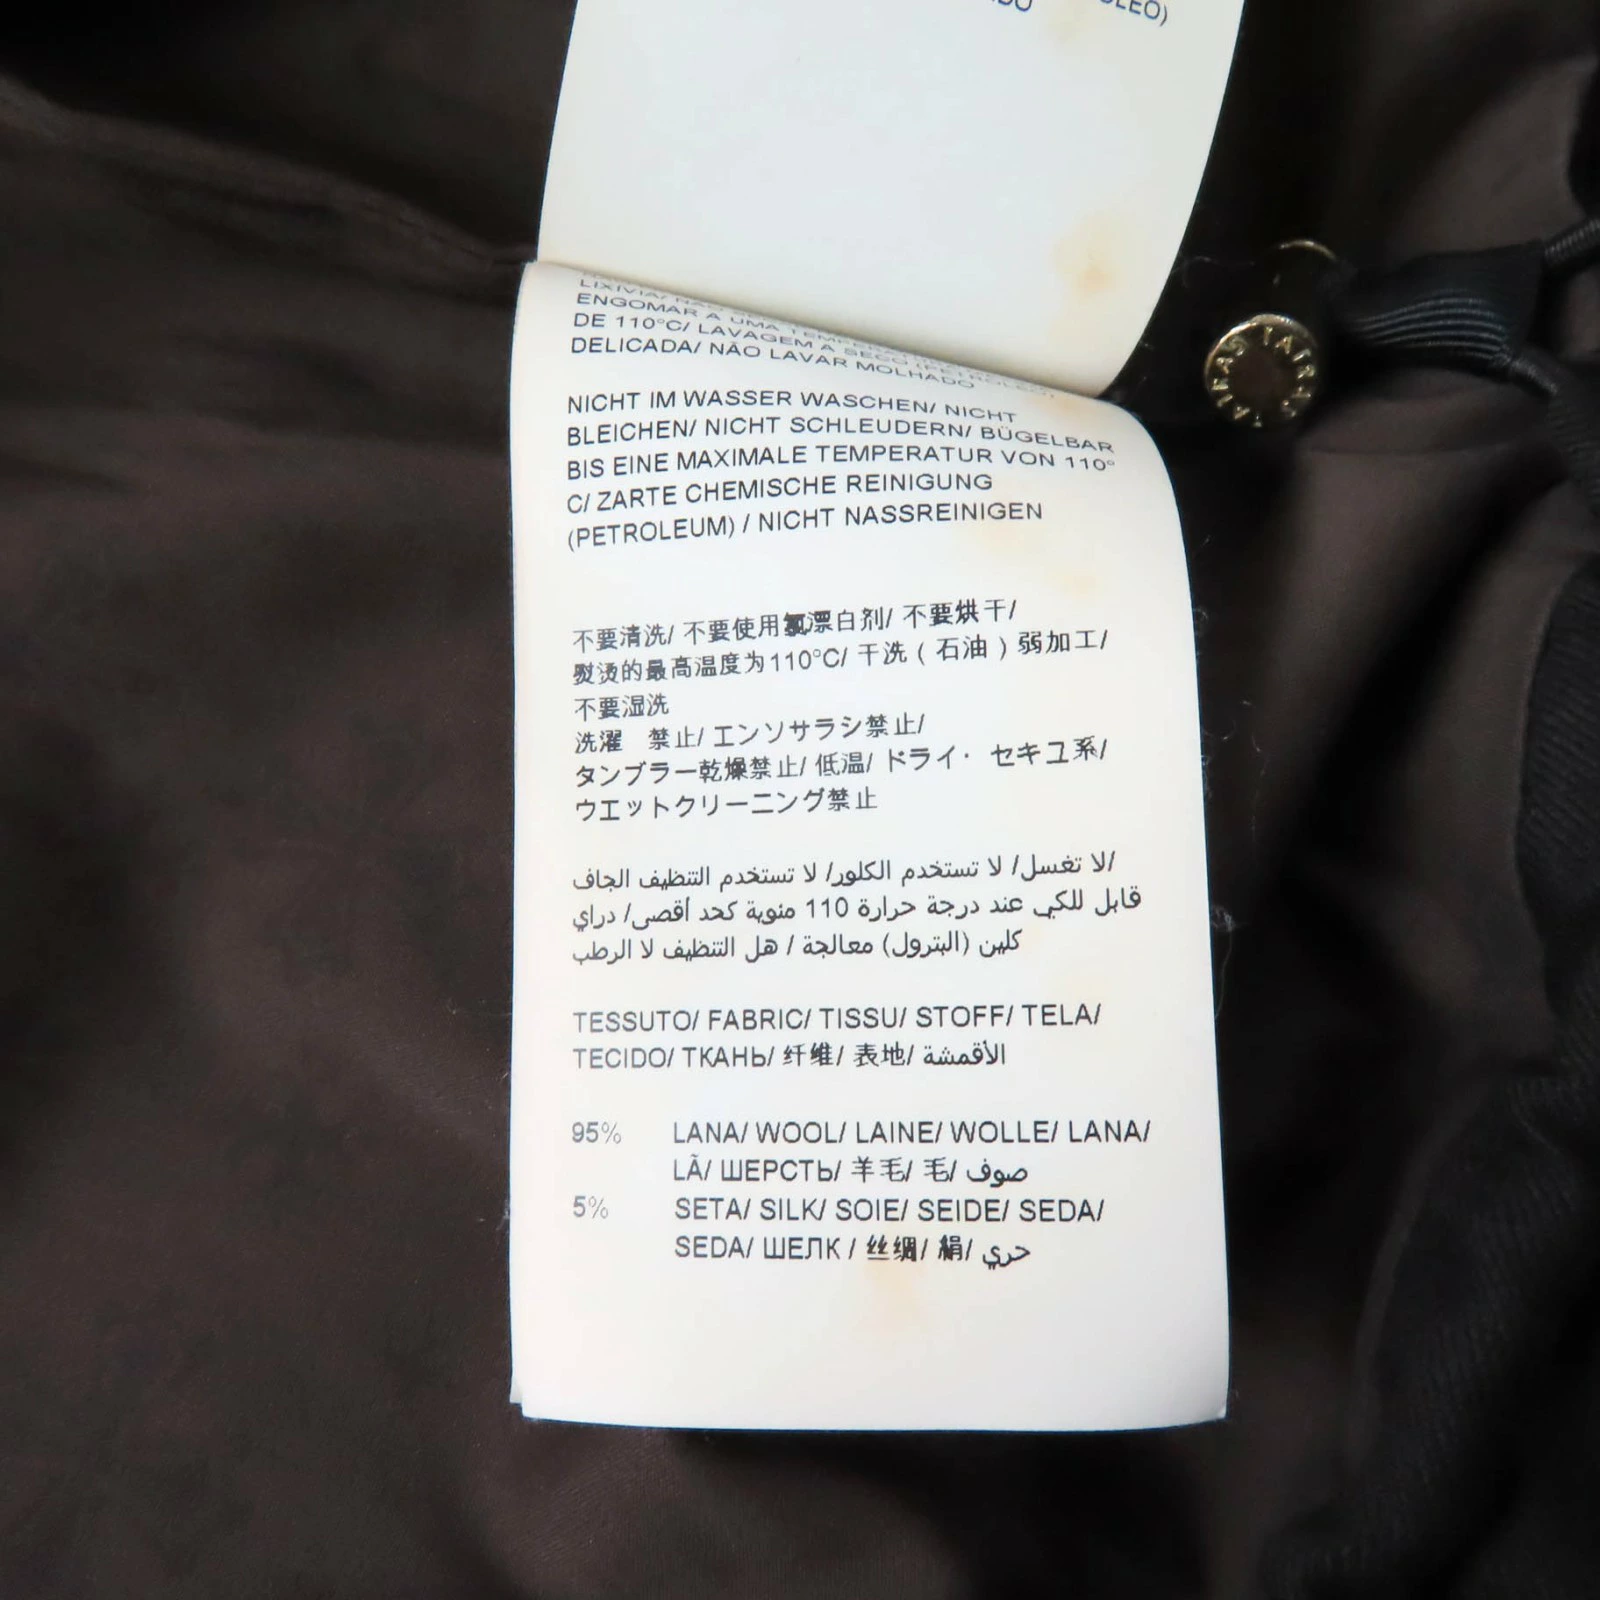 OLEO)
LIXÍVIA/
ENGOMAR A UMA
DE 110°C/ LAVAGEM A SECO (PETRÓLEO)
DELICADA/ NÃO LAVAR MOLHADO
TATRAS TATRAS
NICHT IM WASSER WASCHEN/ NICHT
BLEICHEN/ NICHT SCHLEUDERN/ BÜGELBAR
BIS EINE MAXIMALE TEMPERATUR VON 110°
C/ ZARTE CHEMISCHE REINIGUNG
(PETROLEUM) / NICHT NASSREINIGEN
不要清洗/ 不要使用氯漂白剂/ 不要烘干/
熨烫的最高温度为110°C/ 干洗 ( 石油 ) 弱加工/
不要湿洗
洗濯 禁止/ エンソサラシ禁止/
タンブラー乾燥禁止/ 低温/ ドライ・ セキユ系/
ウエットクリーニング禁止
لا تغسل/ لا تستخدم الكلور/ لا تستخدم التنظيف الجاف/
قابل للكي عند درجة حرارة 110 مئوية كحد أقصى/ دراي
كلين (البترول) معالجة / هل التنظيف لا الرطب
TESSUTO/ FABRIC/ TISSU/ STOFF/ TELA/
TECIDO/ ТКАНЬ/ 纤维/ 表地/ الأقمشة
95% LANA/ WOOL/ LAINE/ WOLLE/ LANA/
LÃ/ ШЕРСТЬ/ 羊毛/ 毛/ صوف
5% SETA/ SILK/ SOIE/ SEIDE/ SEDA/
SEDA/ ШЕЛК / 丝绸/ 絹/ حري